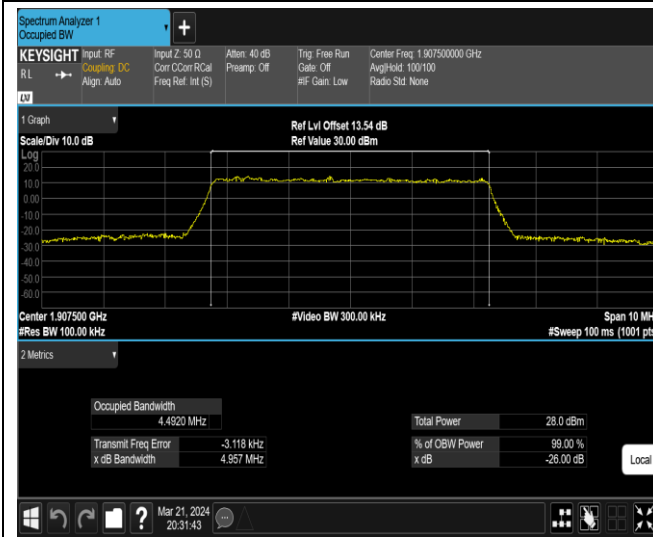 Spectrum Analyzer 1
Occupied BW
+
KEYSIGHT Input: RF Input Z: 50 Ω Atten: 40 dB Trig: Free Run Center Freq: 1.907500000 GHz
RL Coupling: DC Corr CCorr RCal Preamp: Off Gate: Off Avg|Hold: 100/100
Align: Auto Freq Ref: Int (S) #IF Gain: Low Radio Std: None
LXI
1 Graph
Ref Lvl Offset 13.54 dB
Scale/Div 10.0 dB Ref Value 30.00 dBm
Log
20.0
10.0
0.00
-10.0
-20.0
-30.0
-40.0
-50.0
-60.0
Center 1.907500 GHz #Video BW 300.00 kHz Span 10 MH
#Res BW 100.00 kHz #Sweep 100 ms (1001 pts
2 Metrics
Occupied Bandwidth
4.4920 MHz Total Power 28.0 dBm
Transmit Freq Error -3.118 kHz % of OBW Power 99.00 %
x dB Bandwidth 4.957 MHz x dB -26.00 dB
Local
? Mar 21, 2024
20:31:43